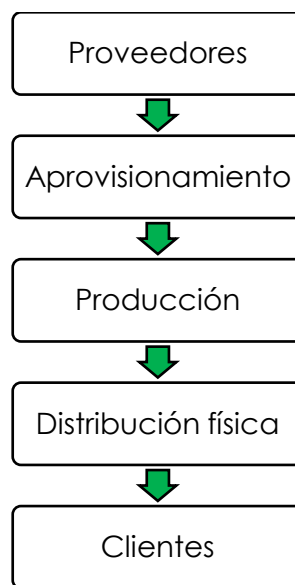 Proveedores
Aprovisionamiento
Producción
Distribución física
Clientes